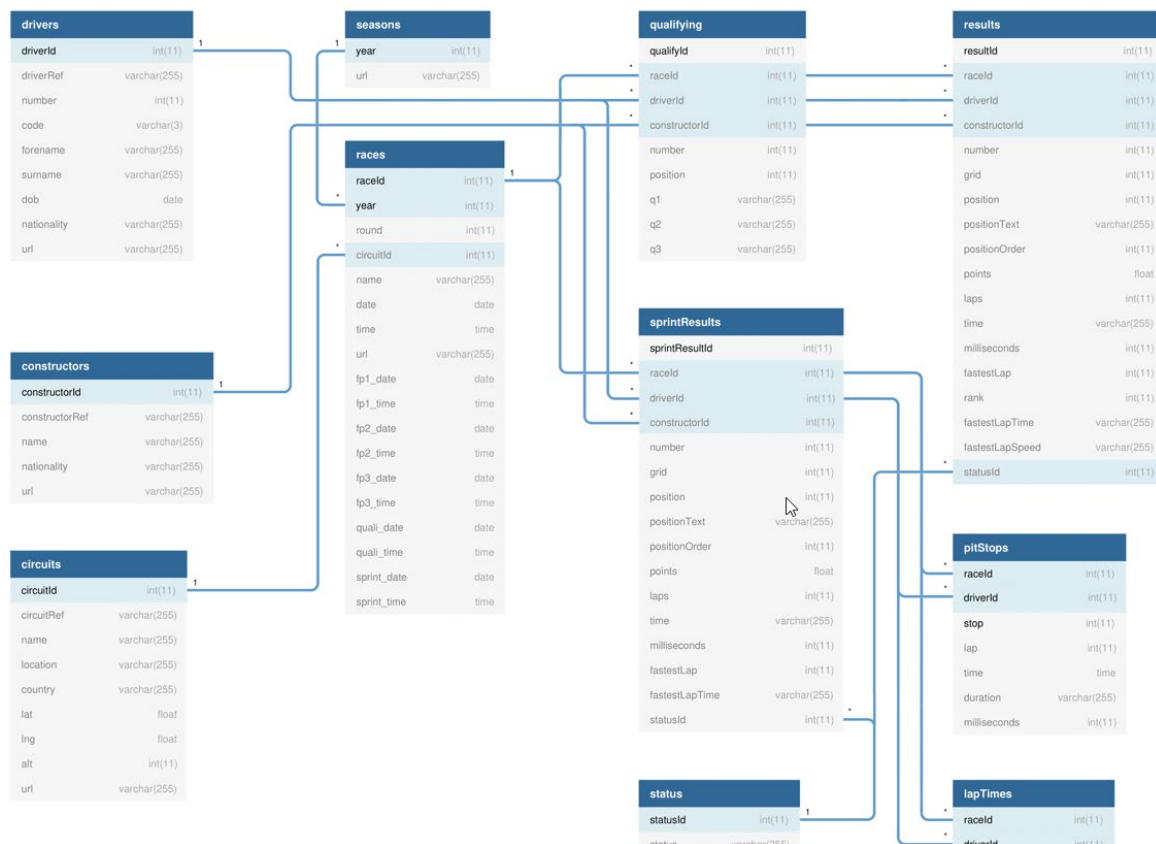 drivers
driverId int(11)
driverRef varchar(255)
number int(11)
code varchar(3)
forename varchar(255)
surname varchar(255)
dob date
nationality varchar(255)
url varchar(255)
1
seasons
year int(11)
url varchar(255)
1
races
raceId int(11)
year int(11)
round int(11)
circuitId int(11)
name varchar(255)
date date
time time
url varchar(255)
fp1_date date
fp1_time time
fp2_date date
fp2_time time
fp3_date date
fp3_time time
quali_date date
quali_time time
sprint_date date
sprint_time time
1
*
*
constructors
constructorId int(11)
constructorRef varchar(255)
name varchar(255)
nationality varchar(255)
url varchar(255)
1
circuits
circuitId int(11)
circuitRef varchar(255)
name varchar(255)
location varchar(255)
country varchar(255)
lat float
lng float
alt int(11)
url varchar(255)
1
qualifying
qualifyId int(11)
* raceId int(11)
* driverId int(11)
* constructorId int(11)
number int(11)
position int(11)
q1 varchar(255)
q2 varchar(255)
q3 varchar(255)
sprintResults
sprintResultId int(11)
* raceId int(11)
* driverId int(11)
* constructorId int(11)
number int(11)
grid int(11)
position int(11)
positionText varchar(255)
positionOrder int(11)
points float
laps int(11)
time varchar(255)
milliseconds int(11)
fastestLap int(11)
fastestLapTime varchar(255)
statusId int(11) *
status
statusId int(11) 1
status varchar(255)
results
resultId int(11)
* raceId int(11)
* driverId int(11)
* constructorId int(11)
number int(11)
grid int(11)
position int(11)
positionText varchar(255)
positionOrder int(11)
points float
laps int(11)
time varchar(255)
milliseconds int(11)
fastestLap int(11)
rank int(11)
fastestLapTime varchar(255)
fastestLapSpeed varchar(255)
* statusId int(11)
pitStops
* raceId int(11)
* driverId int(11)
stop int(11)
lap int(11)
time time
duration varchar(255)
milliseconds int(11)
lapTimes
* raceId int(11)
* driverId int(11)